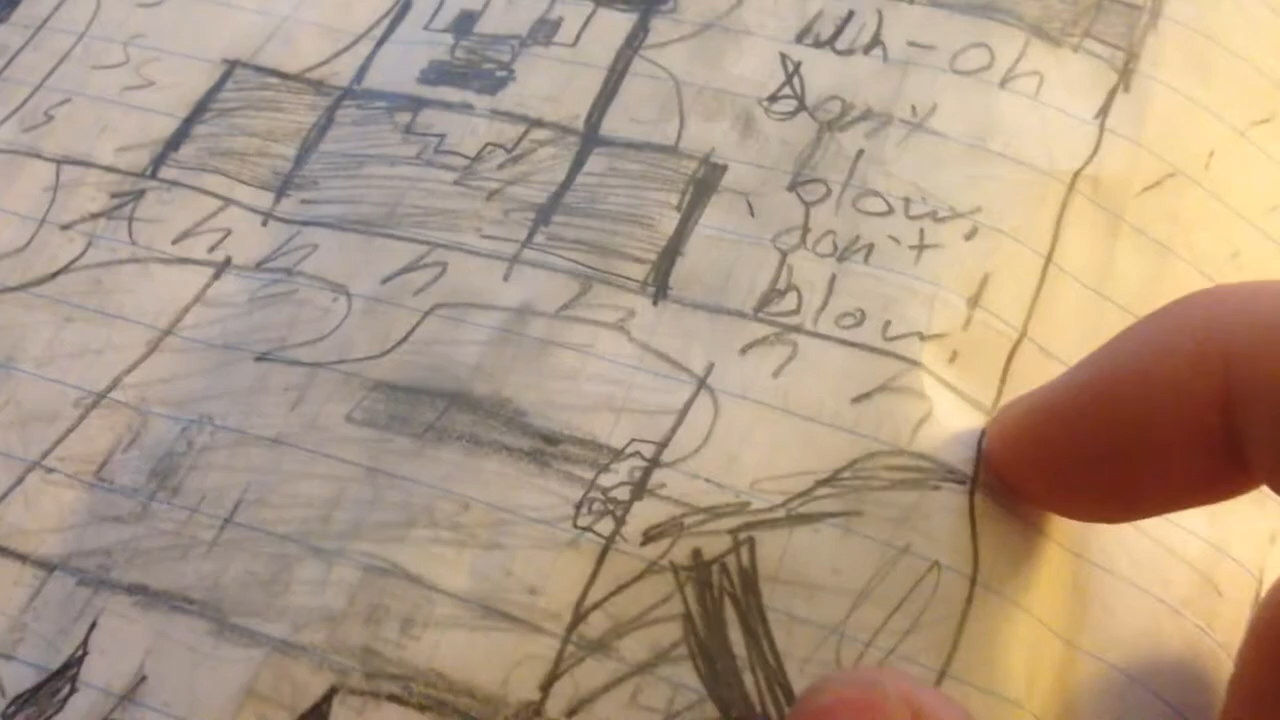 uh-oh
Don't
blow,
don't
blow!
S
S
S
h h h h